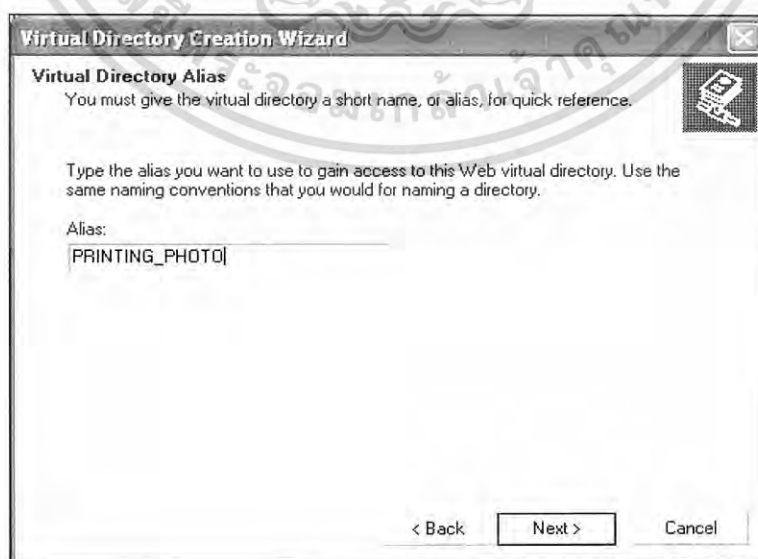 Virtual Directory Creation Wizard
Virtual Directory Alias
You must give the virtual directory a short name, or alias, for quick reference.
Type the alias you want to use to gain access to this Web virtual directory. Use the
same naming conventions that you would for naming a directory.
Alias:
PRINTING_PHOTO
< Back
Next >
Cancel